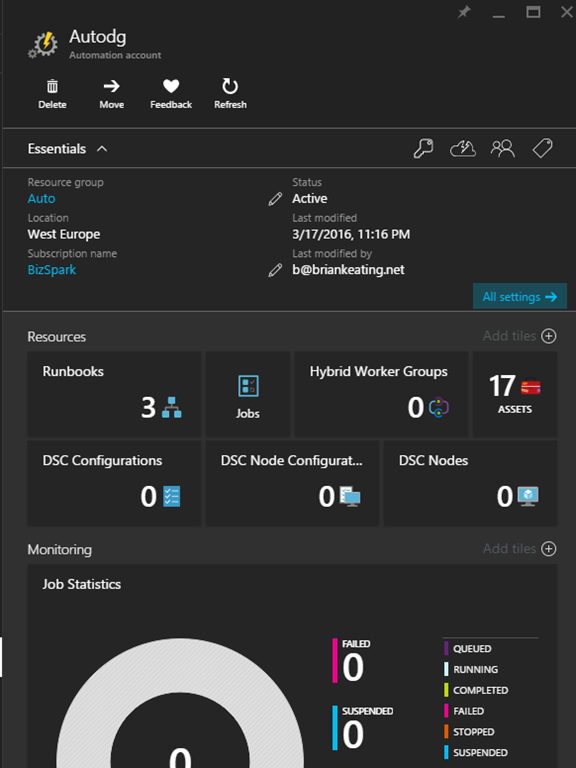 Autodg
Automation account
Delete
Move
Feedback
Refresh
Essentials
Resource group
Auto
Status
Active
Location
West Europe
Last modified
3/17/2016, 11:16 PM
Subscription name
BizSpark
Last modified by
b@briankeating.net
All settings
Resources
Add tiles
Runbooks
3
Jobs
Hybrid Worker Groups
0
17
ASSETS
DSC Configurations
0
DSC Node Configurat...
0
DSC Nodes
0
Monitoring
Add tiles
Job Statistics
0
FAILED
0
SUSPENDED
0
QUEUED
RUNNING
COMPLETED
FAILED
STOPPED
SUSPENDED